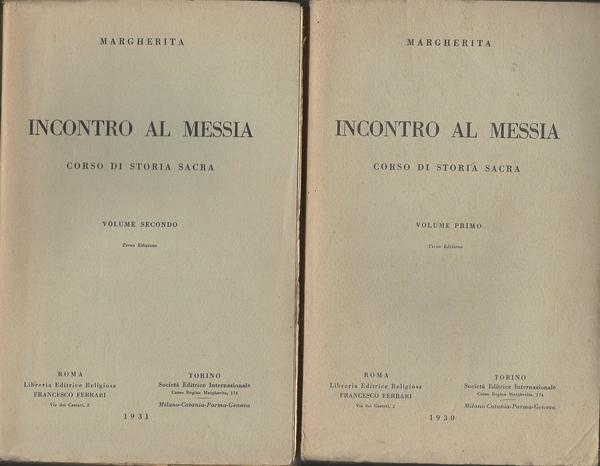 MARGHERITA
INCONTRO AL MESSIA
CORSO DI STORIA SACRA
VOLUME SECONDO
Terza Edizione
ROMA
Libreria Editrice Religiosa
FRANCESCO FERRARI
Via dei Cestari, 2
TORINO
Società Editrice Internazionale
Corso Regina Margherita, 174
Milano-Catania-Parma-Genova
1931
MARGHERITA
INCONTRO AL MESSIA
CORSO DI STORIA SACRA
VOLUME PRIMO
Terza Edizione
ROMA
Libreria Editrice Religiosa
FRANCESCO FERRARI
Via dei Cestari, 2
TORINO
Società Editrice Internazionale
Corso Regina Margherita, 174
Milano-Catania-Parma-Genova
1930